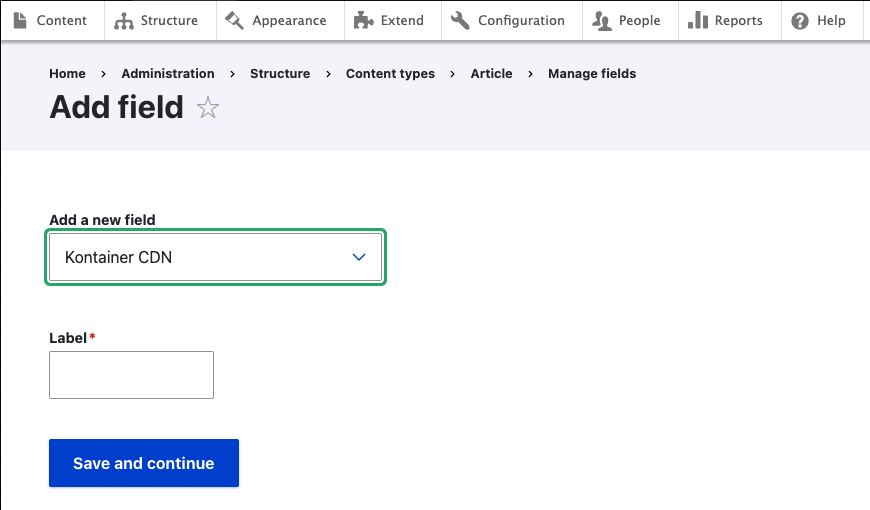 Content Structure Appearance Extend Configuration People Reports Help
Home > Administration > Structure > Content types > Article > Manage fields
Add field
Add a new field
Kontainer CDN
Label*
Save and continue